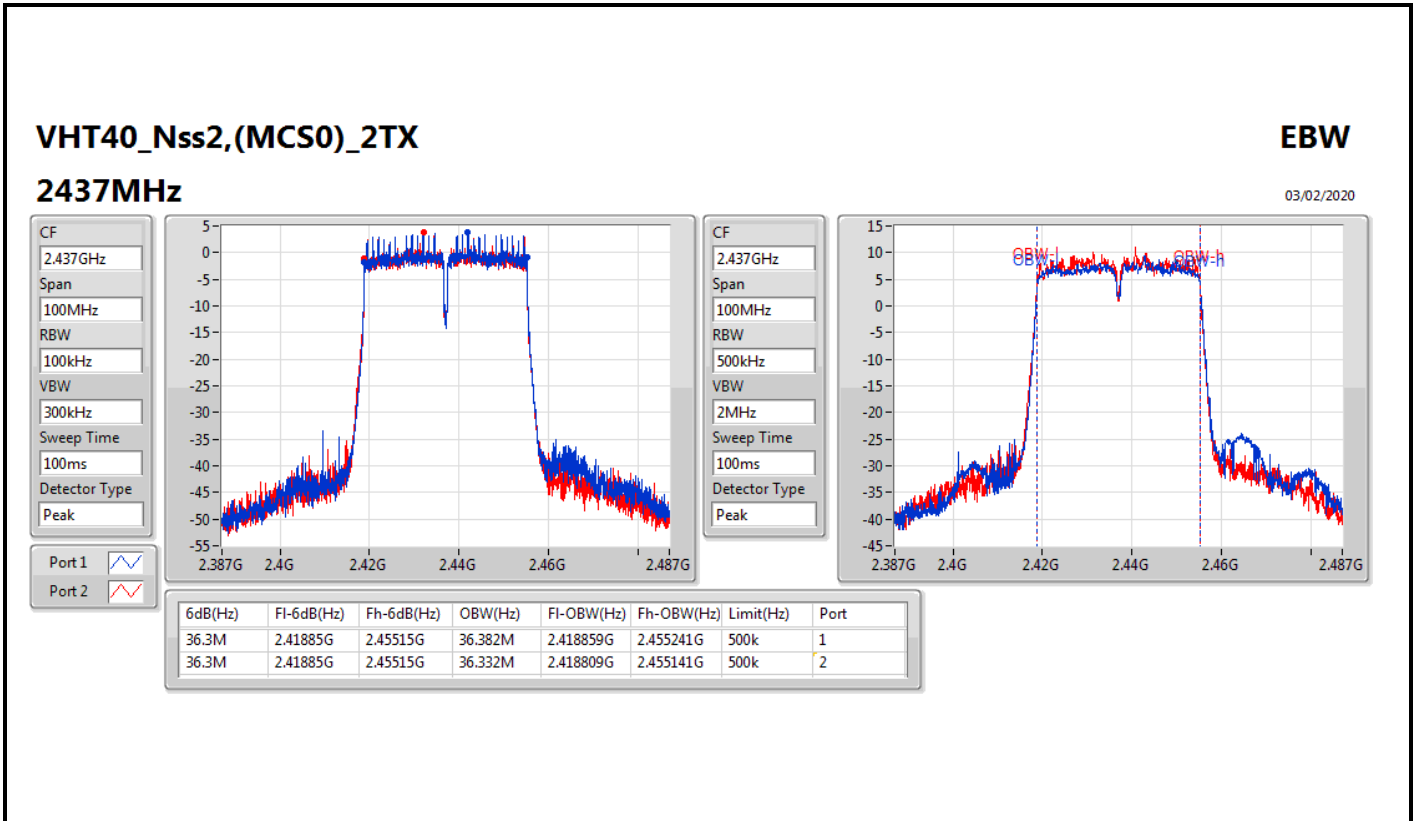 VHT40_Nss2,(MCS0)_2TX
EBW
2437MHz
03/02/2020
CF
2.437GHz
Span
100MHz
RBW
100kHz
VBW
300kHz
Sweep Time
100ms
Detector Type
Peak
Port 1
Port 2
5
0
-5
-10
-15
-20
-25
-30
-35
-40
-45
-50
-55
2.387G 2.4G 2.42G 2.44G 2.46G 2.487G
CF
2.437GHz
Span
100MHz
RBW
500kHz
VBW
2MHz
Sweep Time
100ms
Detector Type
Peak
15
10
5
0
-5
-10
-15
-20
-25
-30
-35
-40
-45
OBW-l
OBW-l
OBW-h
OBW-h
2.387G 2.4G 2.42G 2.44G 2.46G 2.487G
6dB(Hz) Fl-6dB(Hz) Fh-6dB(Hz) OBW(Hz) Fl-OBW(Hz) Fh-OBW(Hz) Limit(Hz) Port
36.3M 2.41885G 2.45515G 36.382M 2.418859G 2.455241G 500k 1
36.3M 2.41885G 2.45515G 36.332M 2.418809G 2.455141G 500k 2